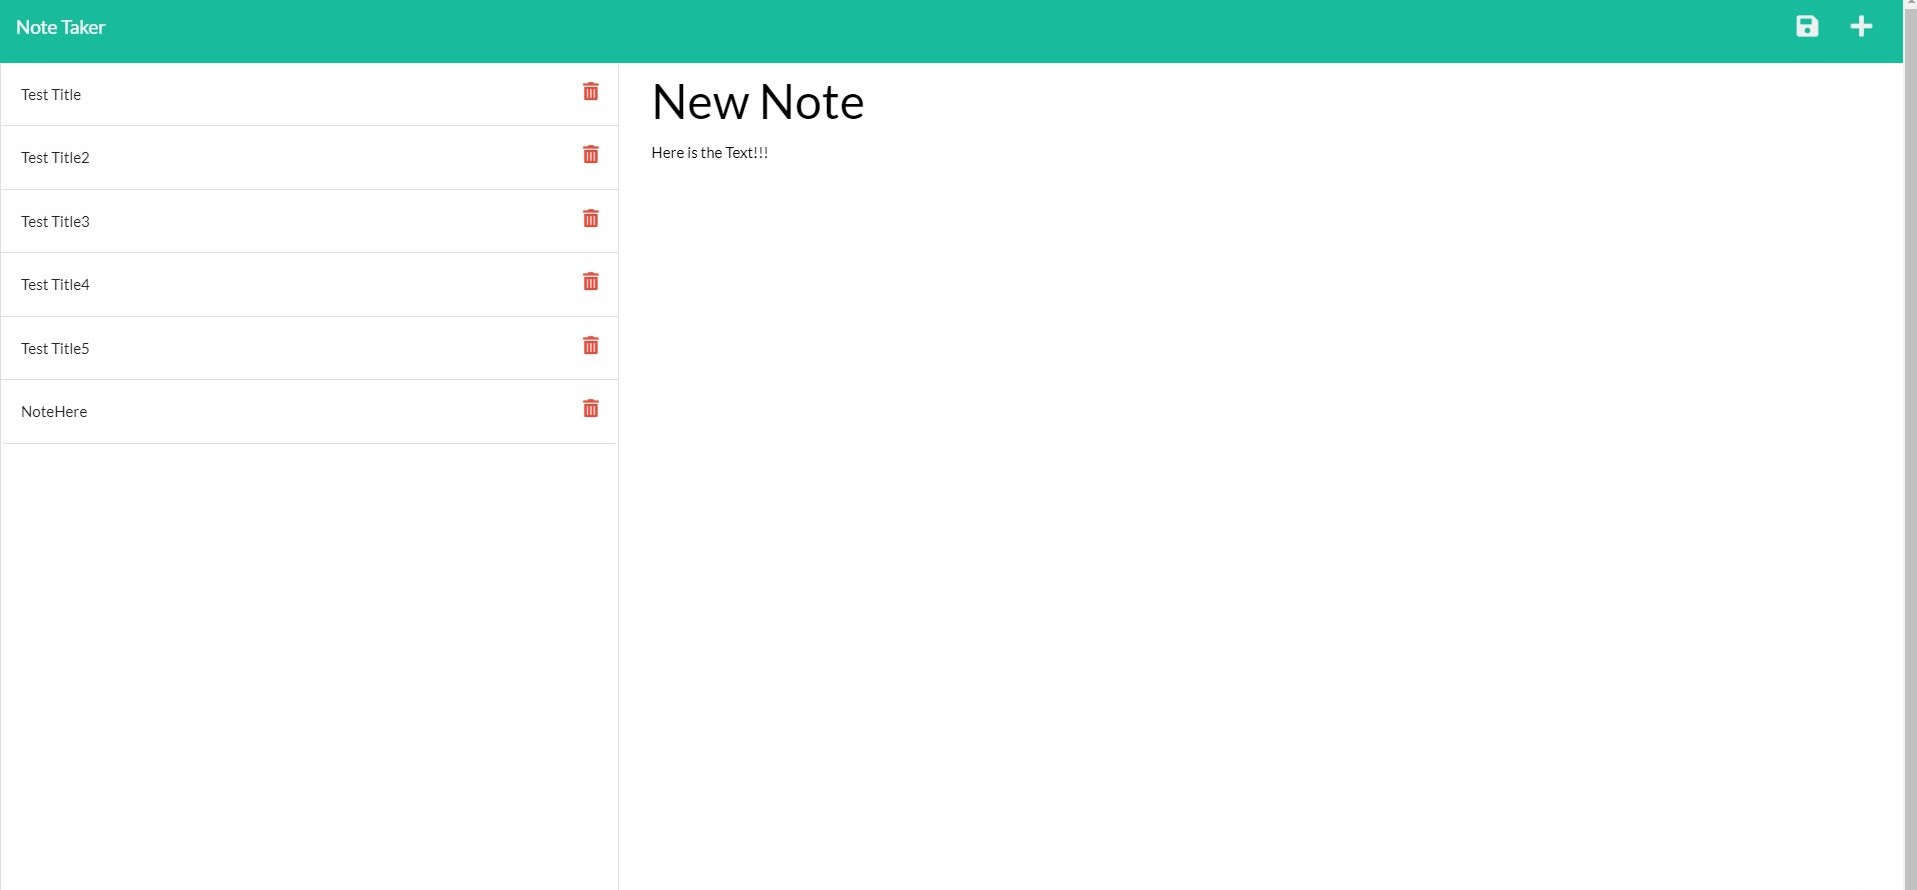 Note Taker
Test Title
Test Title2
Test Title3
Test Title4
Test Title5
NoteHere
New Note
Here is the Text!!!